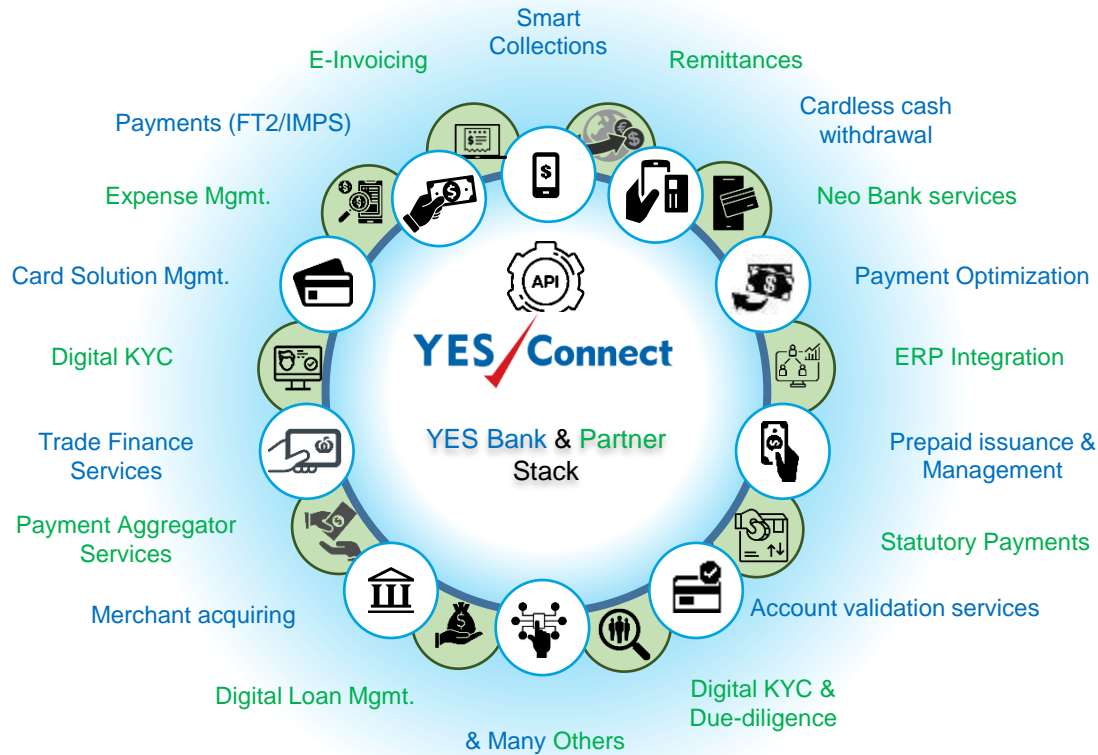 Smart
Collections
E-Invoicing
Remittances
Payments (FT2/IMPS)
Cardless cash
withdrawal
Expense Mgmt.
Neo Bank services
Card Solution Mgmt.
Payment Optimization
API
YES Connect
Digital KYC
ERP Integration
YES Bank & Partner
Stack
Trade Finance
Services
Prepaid issuance &
Management
Payment Aggregator
Services
Statutory Payments
Merchant acquiring
Account validation services
Digital Loan Mgmt.
Digital KYC &
Due-diligence
& Many Others